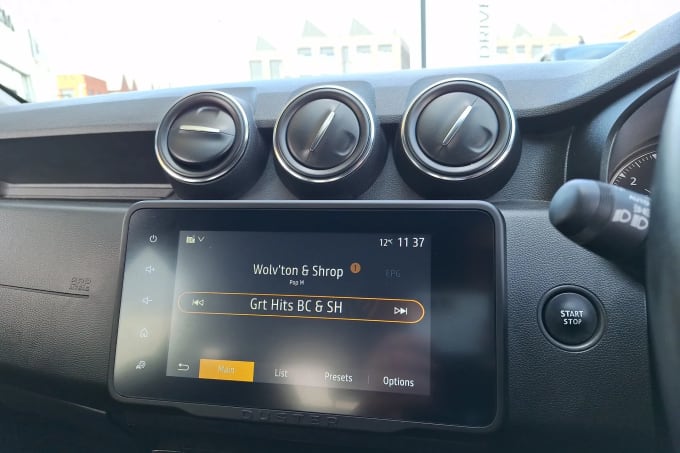 DRIVE
12°C 11 37
Wolv'ton & Shrop
EPG
Pop M
Grt Hits BC & SH
Main
List
Presets
Options
DUSTER
START
STOP
2